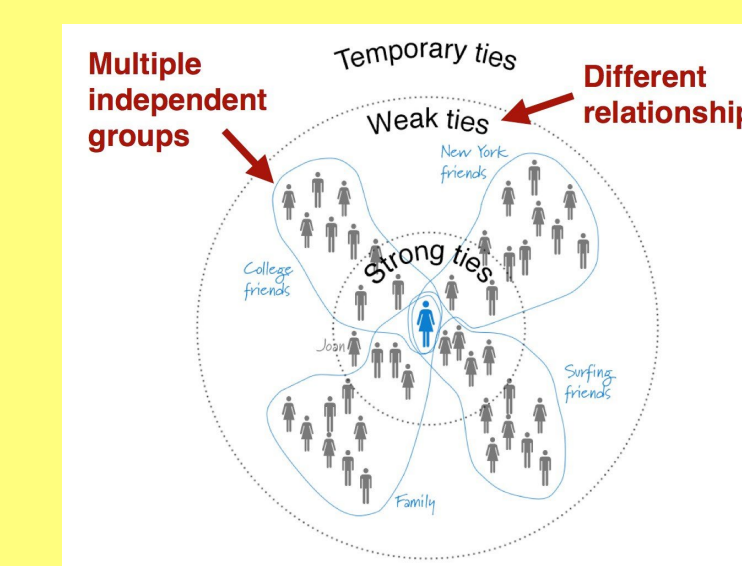 Temporary ties
Multiple
independent
groups
Different
relationship
Weak ties
New York
friends
Strong ties
College
friends
Joan
Surfing
friends
Family